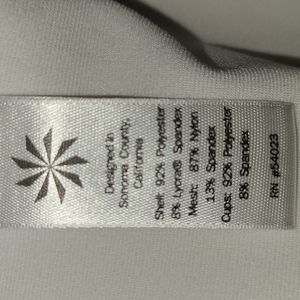 Designed in
Sonoma County,
California
Shell: 92% Polyester
8% Lycra® Spandex
Mesh: 87% Nylon
13% Spandex
Cups: 92% Polyester
8% Spandex
RN #54023